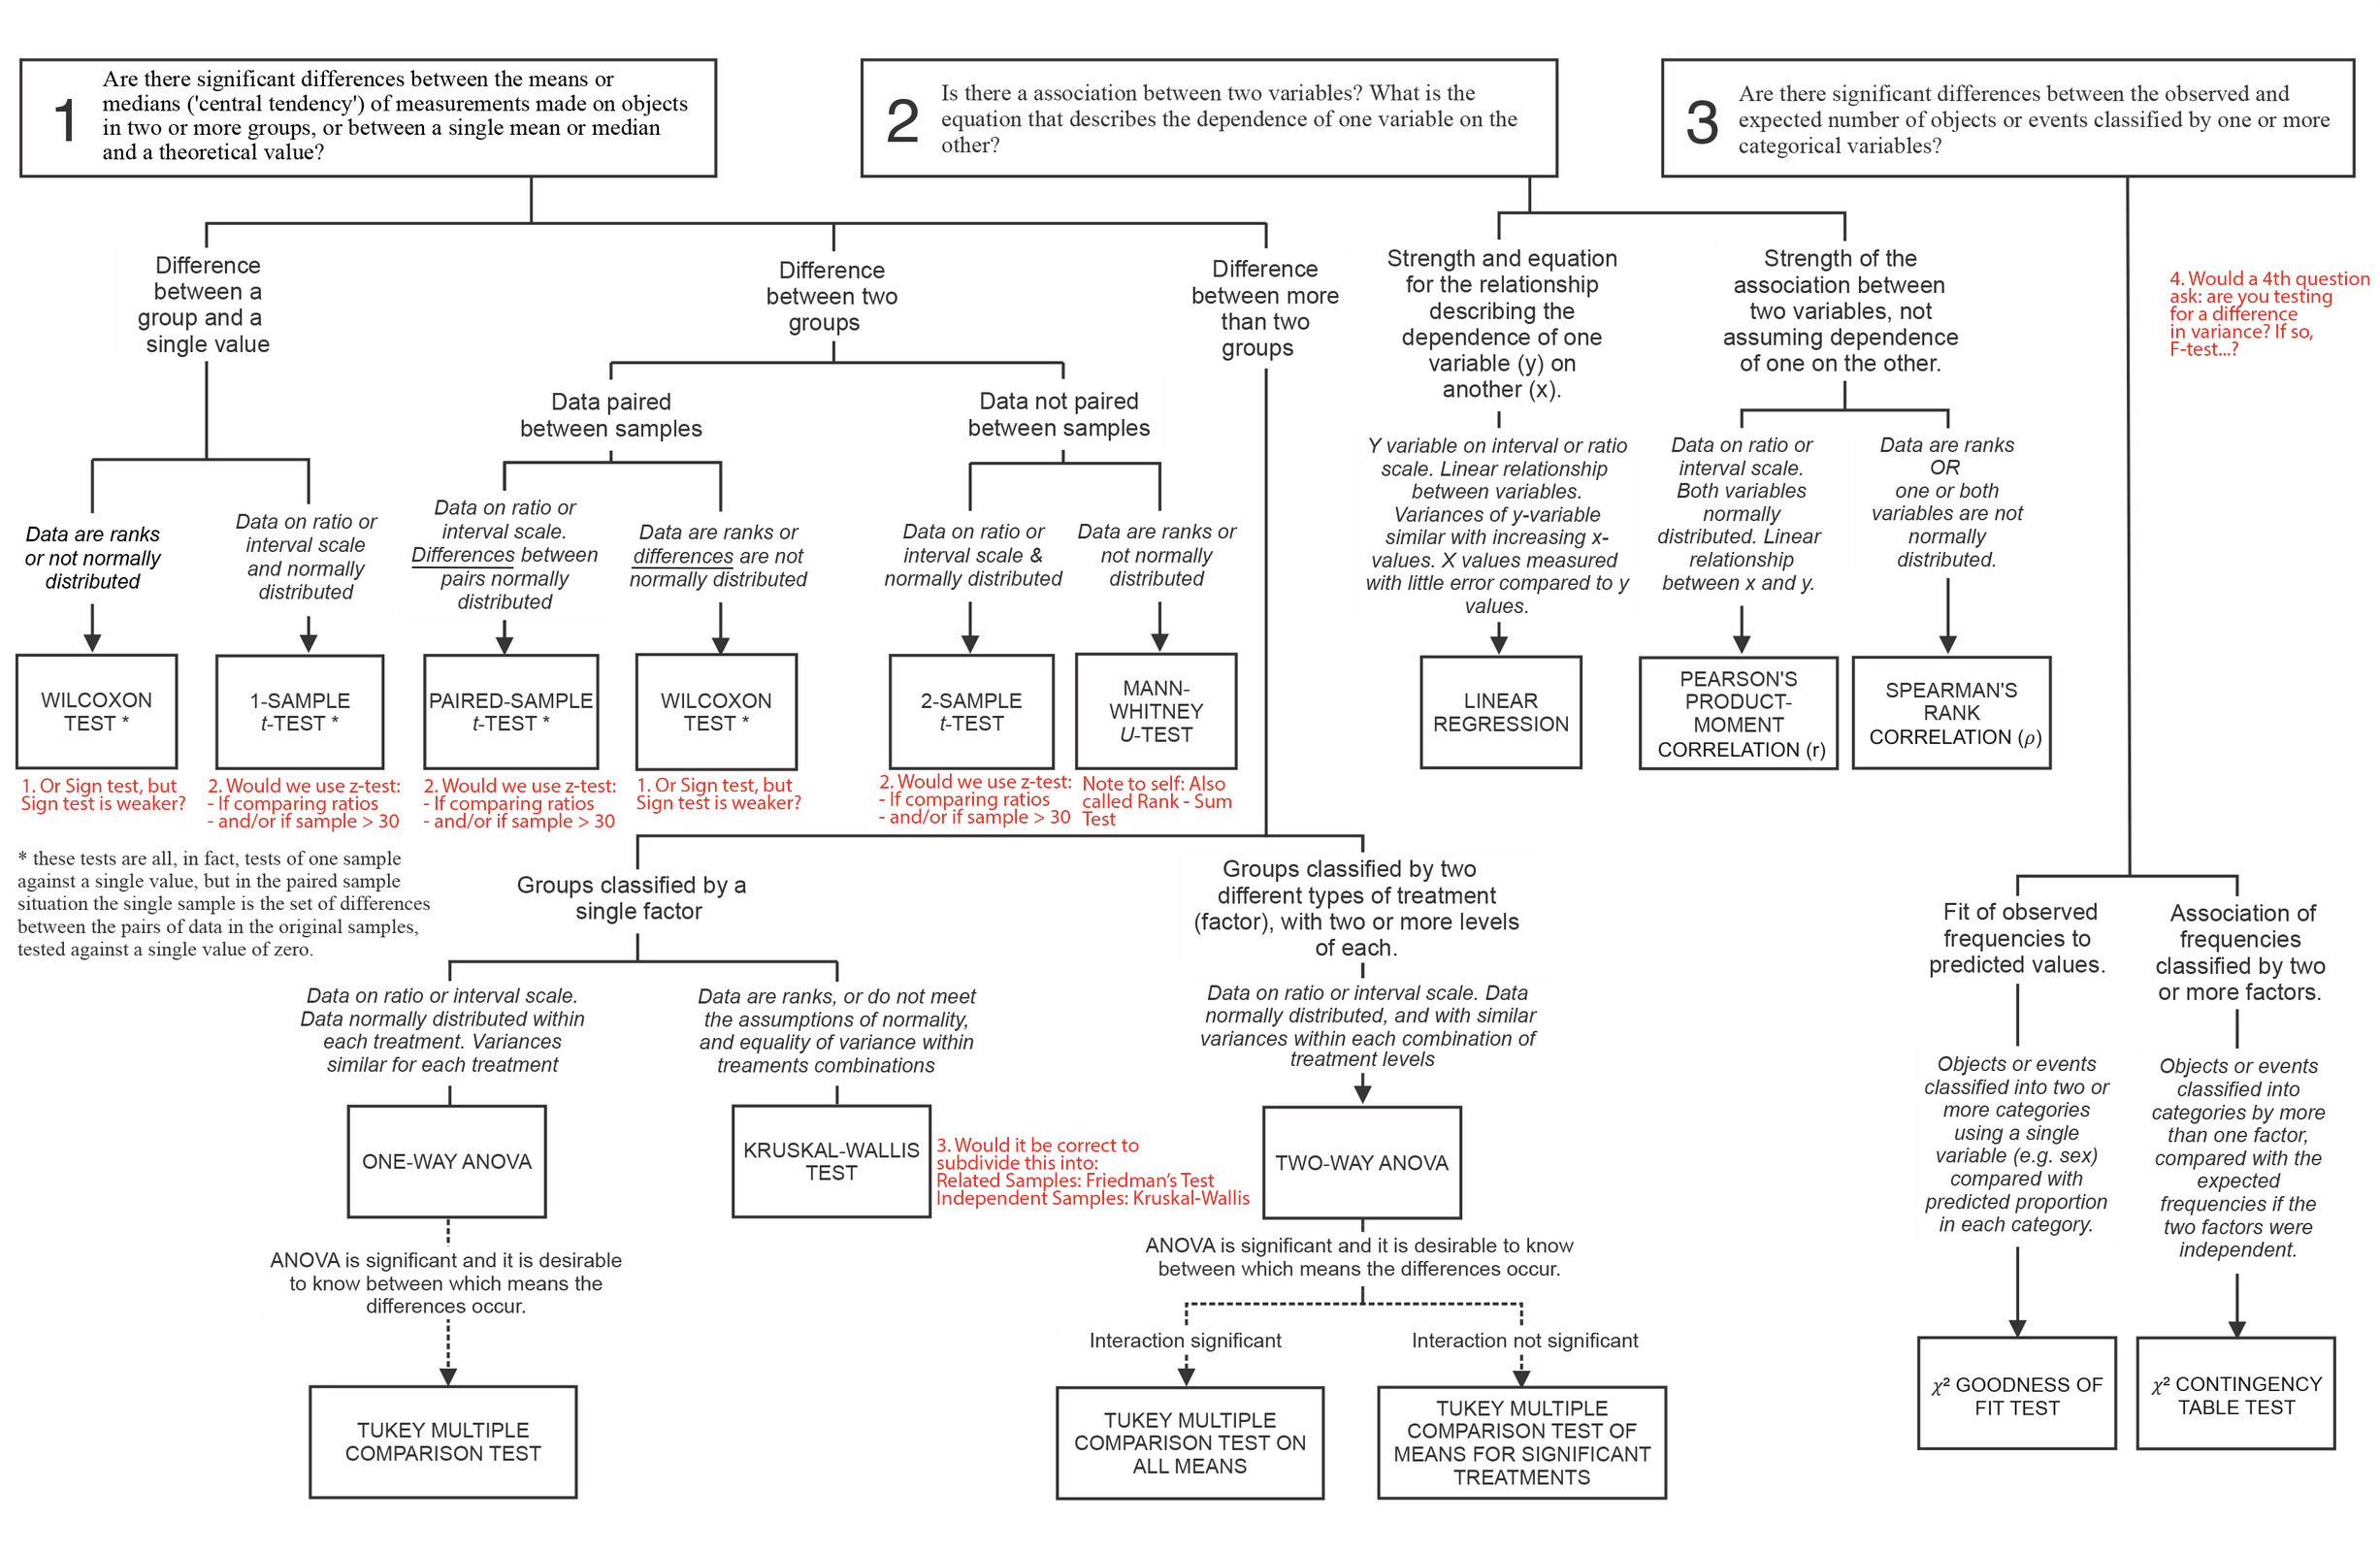 1
Are there significant differences between the means or
medians ('central tendency') of measurements made on objects
in two or more groups, or between a single mean or median
and a theoretical value?
2
Is there a association between two variables? What is the
equation that describes the dependence of one variable on the
other?
3
Are there significant differences between the observed and
expected number of objects or events classified by one or more
categorical variables?
Difference
between a
group and a
single value
Difference
between two
groups
Difference
between more
than two
groups
Strength and equation
for the relationship
describing the
dependence of one
variable (y) on
another (x).
Strength of the
association between
two variables, not
assuming dependence
of one on the other.
4. Would a 4th question
ask: are you testing
for a difference
in variance? If so,
F-test...?
Data paired
between samples
Data not paired
between samples
Data are ranks
or not normally
distributed
Data on ratio or
interval scale
and normally
distributed
Data on ratio or
interval scale.
Differences between
pairs normally
distributed
Data are ranks or
differences are not
normally distributed
Data on ratio or
interval scale &
normally distributed
Data are ranks or
not normally
distributed
Y variable on interval or ratio
scale. Linear relationship
between variables.
Variances of y-variable
similar with increasing x-
values. X values measured
with little error compared to y
values.
Data on ratio or
interval scale.
Both variables
normally
distributed. Linear
relationship
between x and y.
Data are ranks
OR
one or both
variables are not
normally
distributed.
WILCOXON
TEST *
1-SAMPLE
t-TEST *
PAIRED-SAMPLE
t-TEST *
WILCOXON
TEST *
2-SAMPLE
t-TEST
MANN-
WHITNEY
U-TEST
LINEAR
REGRESSION
PEARSON'S
PRODUCT-
MOMENT
CORRELATION (r)
SPEARMAN'S
RANK
CORRELATION (ρ)
1. Or Sign test, but
Sign test is weaker?
2. Would we use z-test:
- If comparing ratios
- and/or if sample > 30
2. Would we use z-test:
- If comparing ratios
- and/or if sample > 30
1. Or Sign test, but
Sign test is weaker?
2. Would we use z-test:
- If comparing ratios
- and/or if sample > 30
Note to self: Also
called Rank - Sum
Test
* these tests are all, in fact, tests of one sample
against a single value, but in the paired sample
situation the single sample is the set of differences
between the pairs of data in the original samples,
tested against a single value of zero.
Groups classified by a
single factor
Groups classified by two
different types of treatment
(factor), with two or more levels
of each.
Fit of observed
frequencies to
predicted values.
Association of
frequencies
classified by two
or more factors.
Data on ratio or interval scale.
Data normally distributed within
each treatment. Variances
similar for each treatment
Data are ranks, or do not meet
the assumptions of normality,
and equality of variance within
treaments combinations
Data on ratio or interval scale. Data
normally distributed, and with similar
variances within each combination of
treatment levels
Objects or events
classified into two or
more categories
using a single
variable (e.g. sex)
compared with
predicted proportion
in each category.
Objects or events
classified into
categories by more
than one factor,
compared with the
expected
frequencies if the
two factors were
independent.
ONE-WAY ANOVA
KRUSKAL-WALLIS
TEST
3. Would it be correct to
subdivide this into:
Related Samples: Friedman's Test
Independent Samples: Kruskal-Wallis
TWO-WAY ANOVA
ANOVA is significant and it is desirable
to know between which means the
differences occur.
ANOVA is significant and it is desirable to know
between which means the differences occur.
Interaction significant
Interaction not significant
TUKEY MULTIPLE
COMPARISON TEST
TUKEY MULTIPLE
COMPARISON TEST ON
ALL MEANS
TUKEY MULTIPLE
COMPARISON TEST OF
MEANS FOR SIGNIFICANT
TREATMENTS
χ² GOODNESS OF
FIT TEST
χ² CONTINGENCY
TABLE TEST